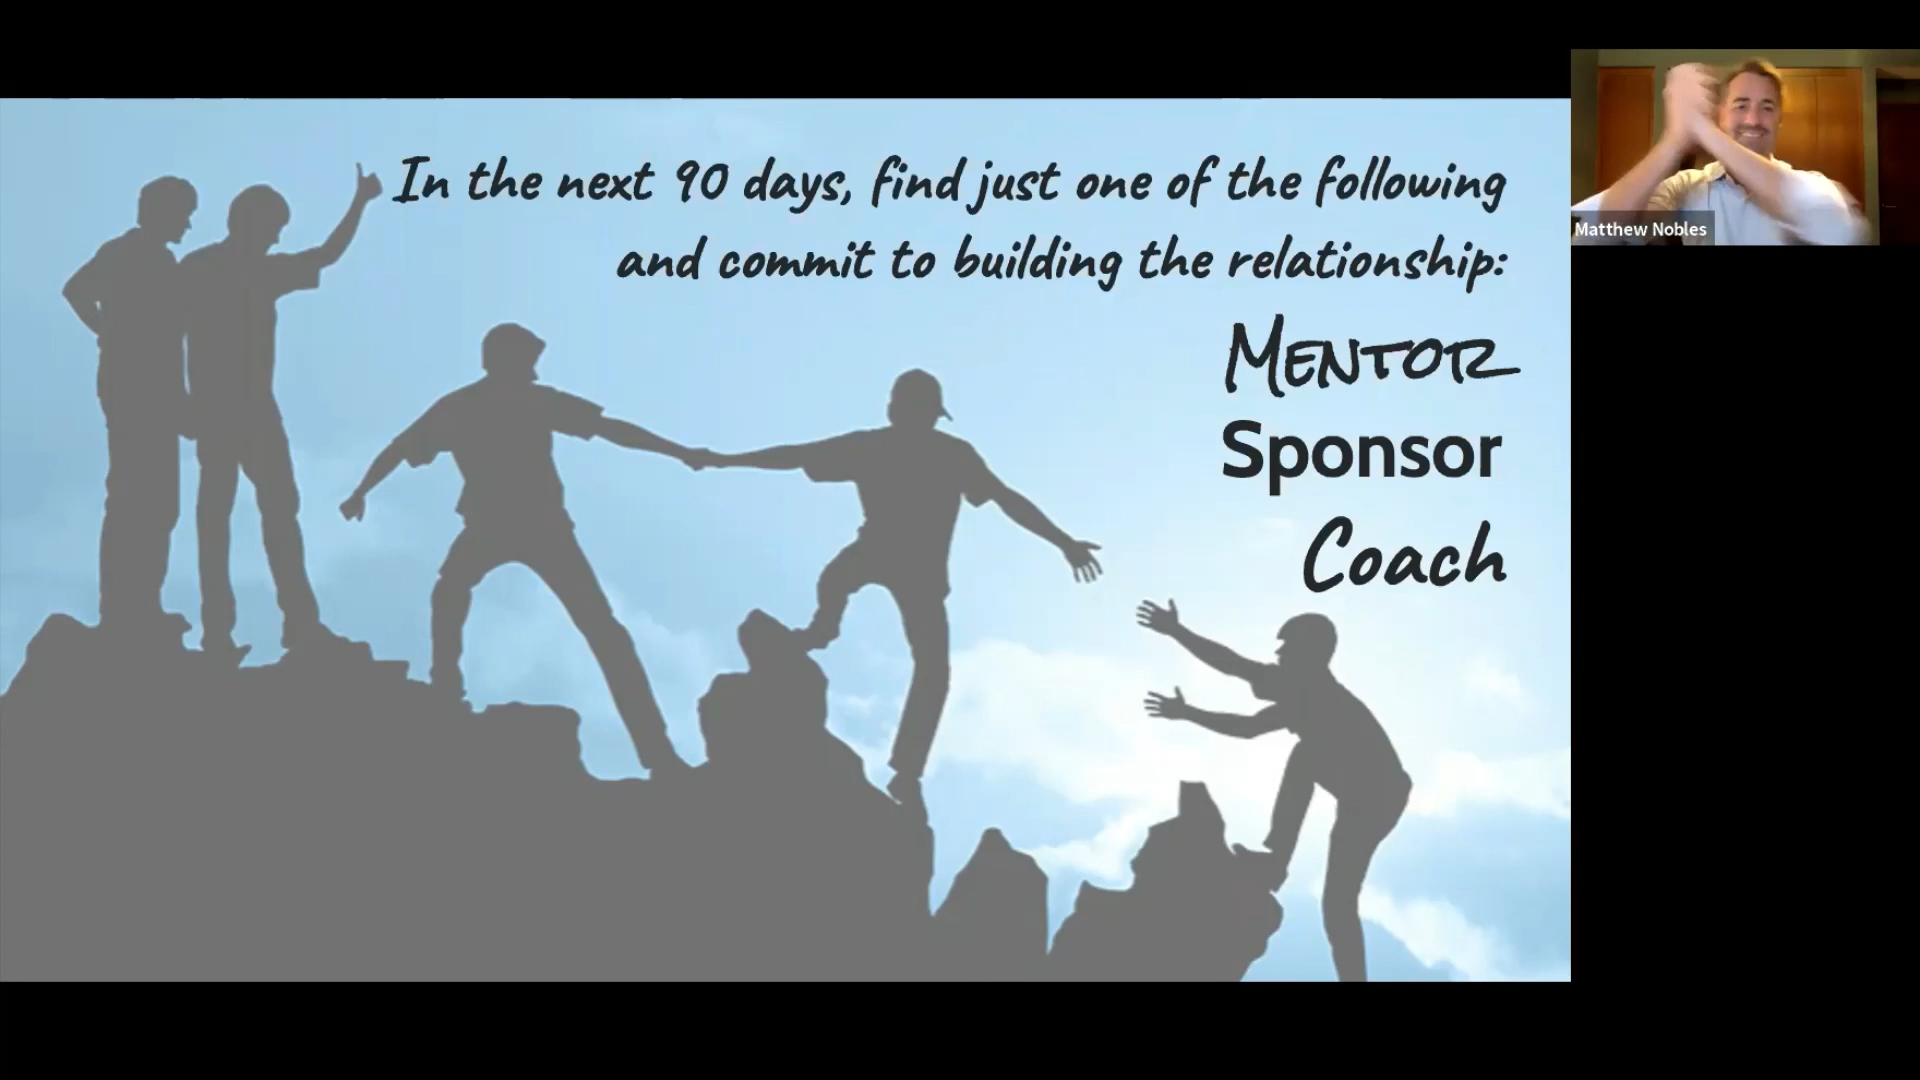 In the next 90 days, find just one of the following
and commit to building the relationship:
MENTOR
Sponsor
Coach
Matthew Nobles